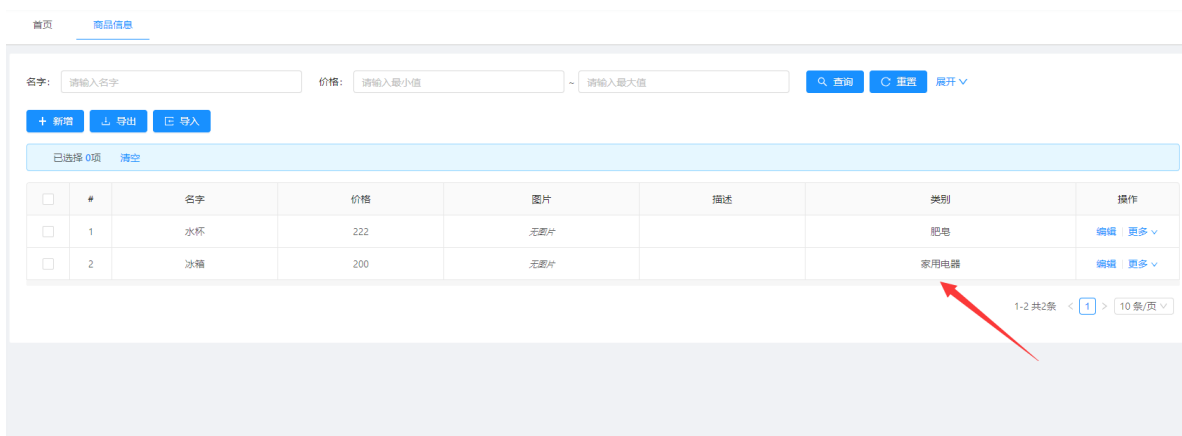 首页 商品信息
名字： 请输入名字 价格： 请输入最小值 ~ 请输入最大值 查询 重置 展开
+ 新增 导出 导入
已选择 0项 清空
# 名字 价格 图片 描述 类别 操作
1 水杯 222 无图片 肥皂 编辑 更多
2 冰箱 200 无图片 家用电器 编辑 更多
1-2 共2条 < 1 > 10 条/页